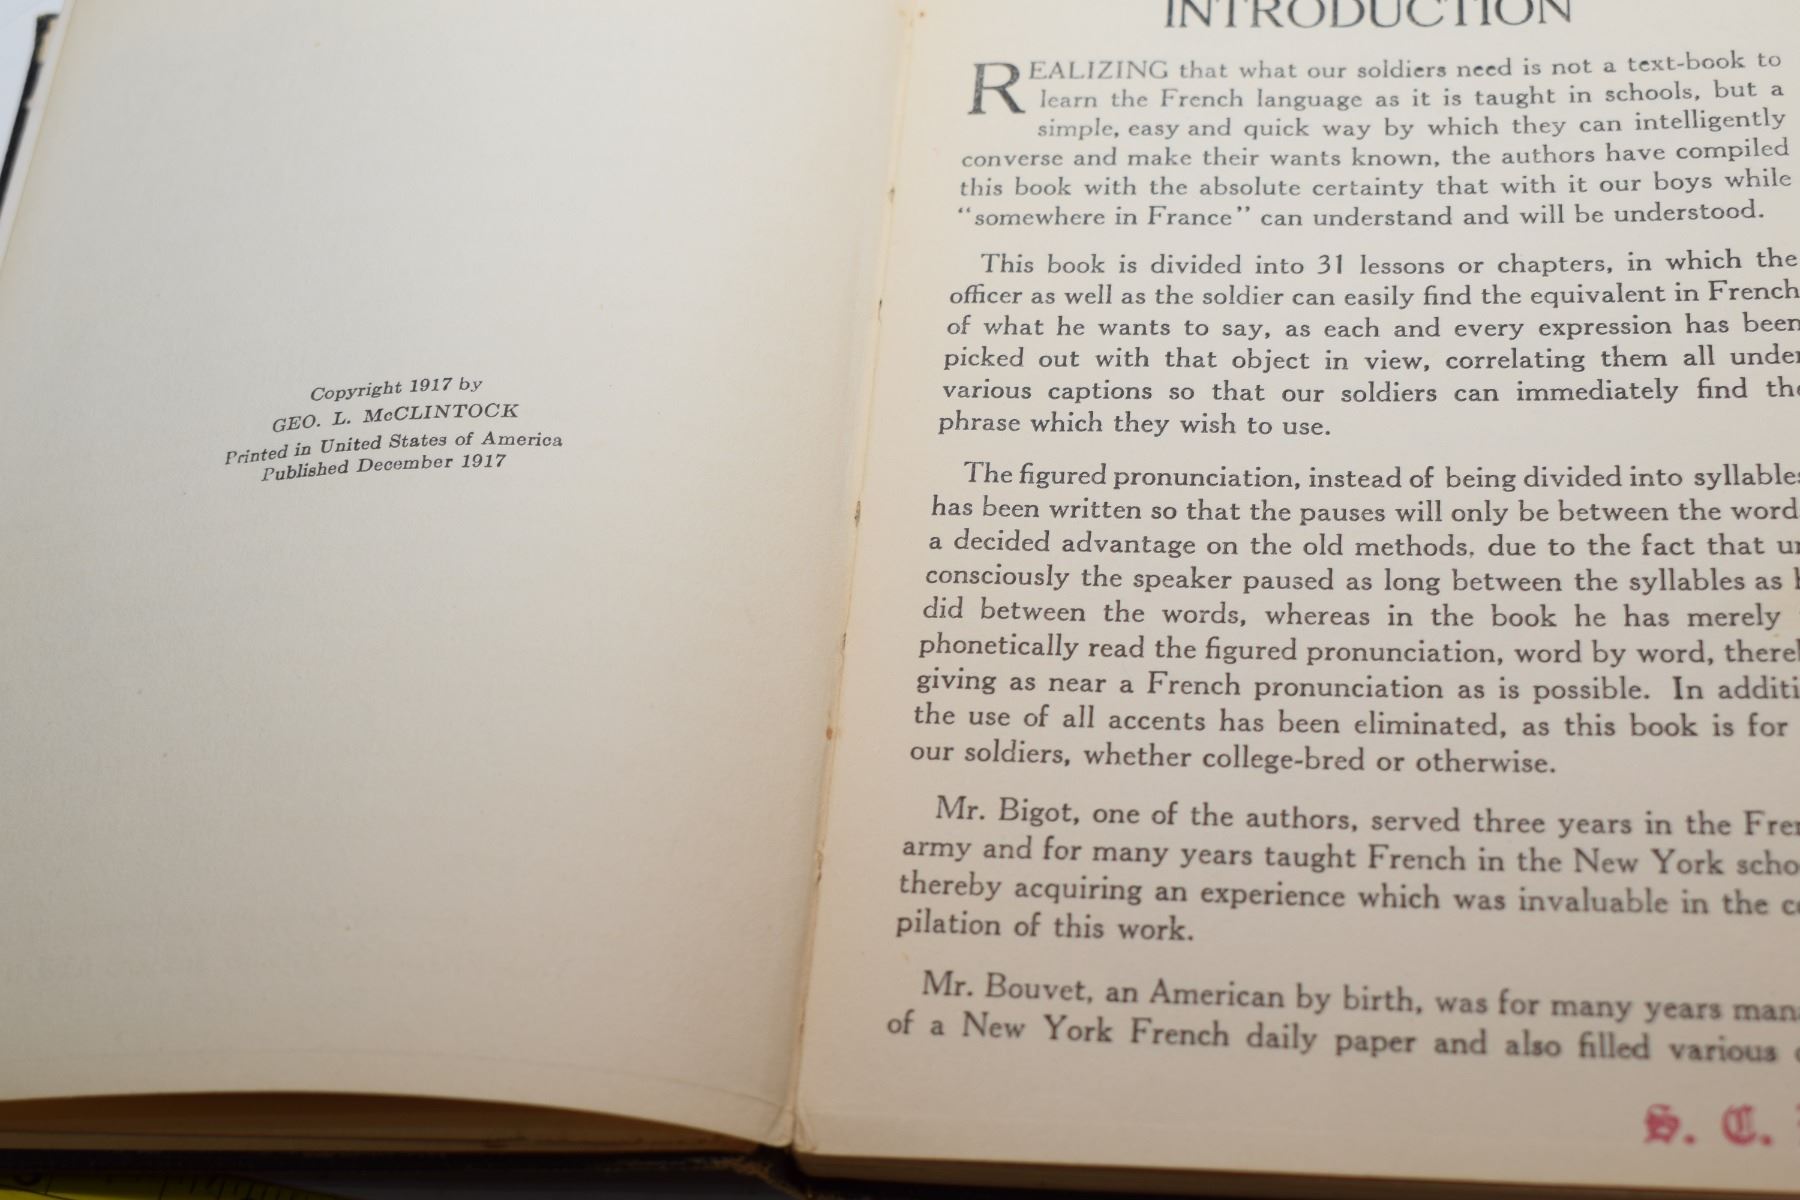 Copyright 1917 by
GEO. L. McCLINTOCK
Printed in United States of America
Published December 1917
INTRODUCTION
REALIZING that what our soldiers need is not a text-book to
learn the French language as it is taught in schools, but a
simple, easy and quick way by which they can intelligently
converse and make their wants known, the authors have compiled
this book with the absolute certainty that with it our boys while
“somewhere in France” can understand and will be understood.
This book is divided into 31 lessons or chapters, in which the
officer as well as the soldier can easily find the equivalent in French
of what he wants to say, as each and every expression has been
picked out with that object in view, correlating them all under
various captions so that our soldiers can immediately find the
phrase which they wish to use.
The figured pronunciation, instead of being divided into syllables
has been written so that the pauses will only be between the word
a decided advantage on the old methods, due to the fact that
consciously the speaker paused as long between the syllables as
did between the words, whereas in the book he has merely
phonetically read the figured pronunciation, word by word,
giving as near a French pronunciation as is possible. In
the use of all accents has been eliminated, as this book is for
our soldiers, whether college-bred or otherwise.
Mr. Bigot, one of the authors, served three years in the
army and for many years taught French in the New York
thereby acquiring an experience which was invaluable in the
pilation of this work.
Mr. Bouvet, an American by birth, was for many years
of a New York French daily paper and also filled various
S. C.